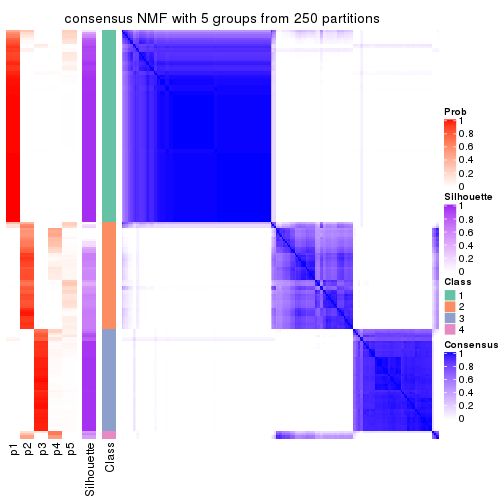 consensus NMF with 5 groups from 250 partitions
Prob
1
0.8
0.6
0.4
0.2
0
Silhouette
1
0.8
0.6
0.4
0.2
0
Class
1
2
3
4
Consensus
1
0.8
0.6
0.4
0.2
0
p1
p2
p3
p4
p5
Silhouette
Class